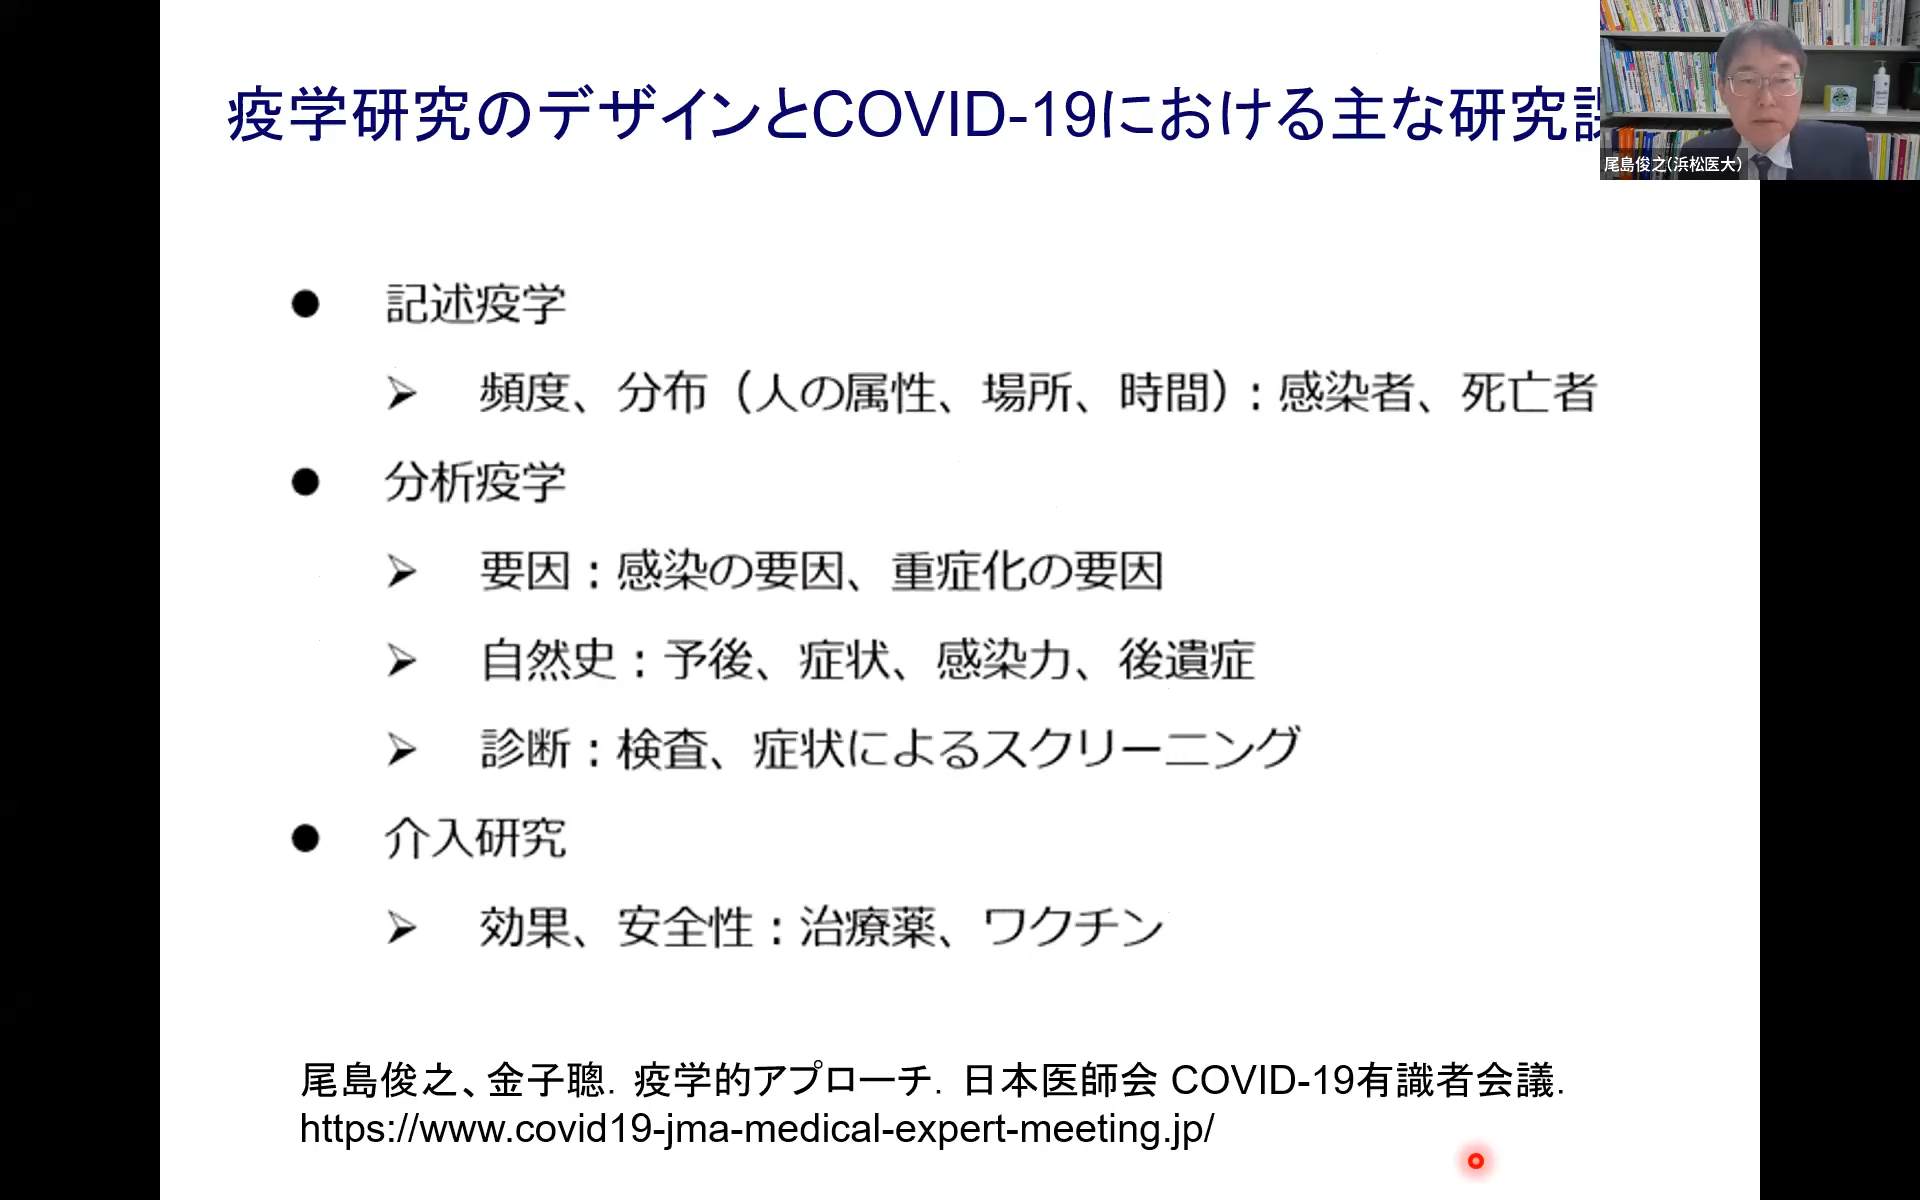 疫学研究のデザインとCOVID-19における主な研究課
尾島俊之(浜松医大)
● 記述疫学
➢ 頻度、分布（人の属性、場所、時間）：感染者、死亡者
● 分析疫学
➢ 要因：感染の要因、重症化の要因
➢ 自然史：予後、症状、感染力、後遺症
➢ 診断：検査、症状によるスクリーニング
● 介入研究
➢ 効果、安全性：治療薬、ワクチン
尾島俊之、金子聰. 疫学的アプローチ. 日本医師会 COVID-19有識者会議.
https://www.covid19-jma-medical-expert-meeting.jp/